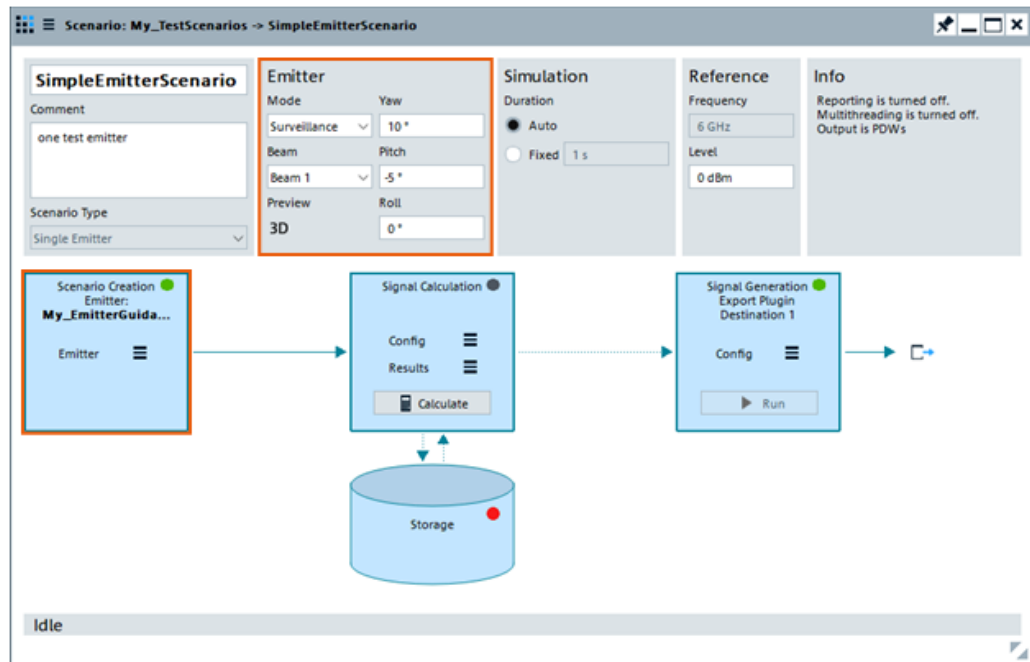 Scenario: My_TestScenarios -> SimpleEmitterScenario
SimpleEmitterScenario
Comment
one test emitter
Scenario Type
Single Emitter
Emitter
Mode
Yaw
Surveillance
10 °
Beam
Pitch
Beam 1
-5 °
Preview
Roll
3D
0 °
Simulation
Duration
Auto
Fixed
1 s
Reference
Frequency
6 GHz
Level
0 dBm
Info
Reporting is turned off.
Multithreading is turned off.
Output is PDWs
Scenario Creation
Emitter:
My_EmitterGuida...
Emitter
Signal Calculation
Config
Results
Calculate
Signal Generation
Export Plugin
Destination 1
Config
Run
Storage
Idle